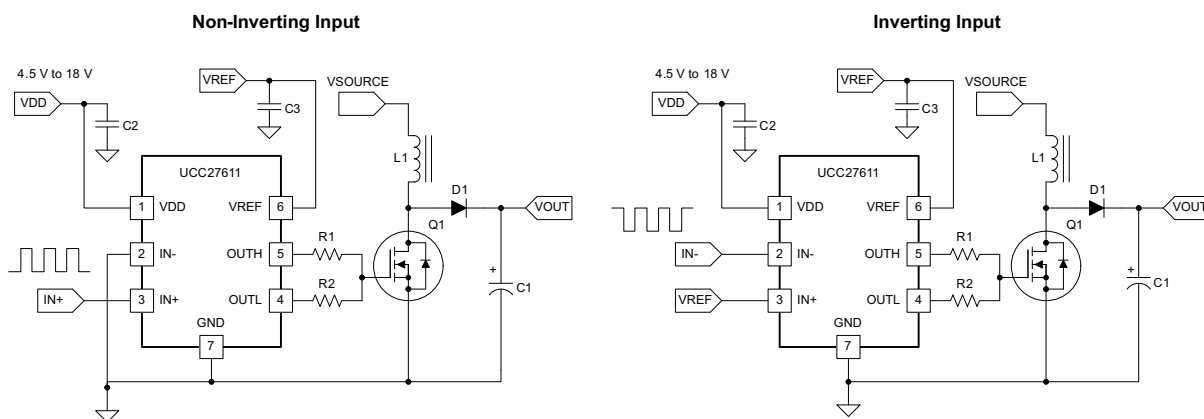 Non-Inverting Input
4.5 V to 18 V
VDD
C2
VREF
C3
VSOURCE
L1
UCC27611
1
VDD
VREF
6
D1
VOUT
Q1
2
IN-
OUTH
5
R1
IN+
3
IN+
OUTL
4
R2
+
C1
GND
7
Inverting Input
4.5 V to 18 V
VDD
C2
VREF
C3
VSOURCE
L1
UCC27611
1
VDD
VREF
6
D1
VOUT
Q1
IN-
2
IN-
OUTH
5
R1
VREF
3
IN+
OUTL
4
R2
+
C1
GND
7